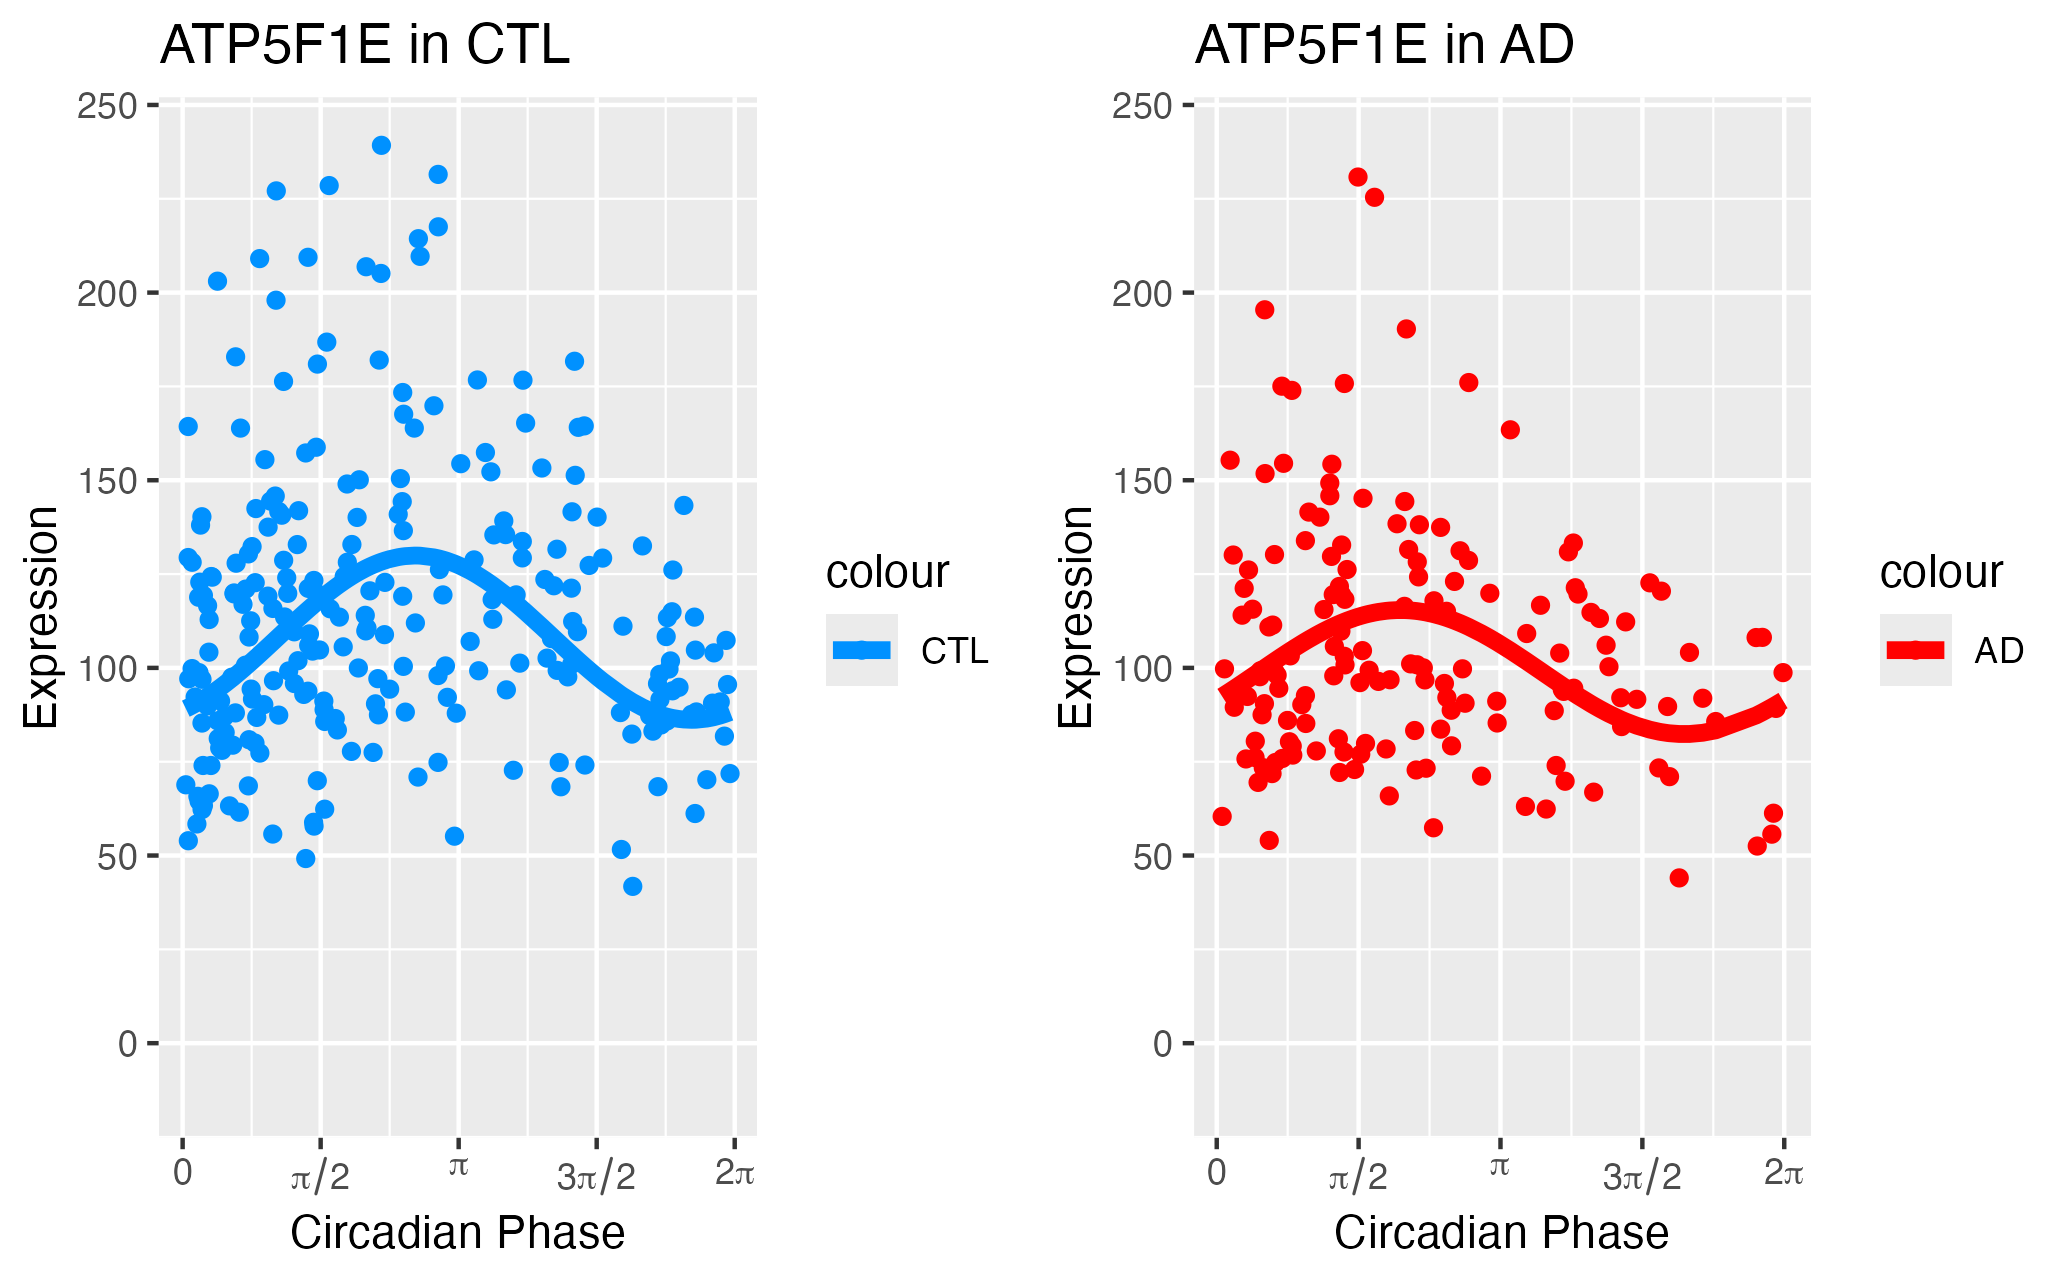 ATP5F1E in CTL
250
200
150
100
50
0
Expression
0 π/2 π 3π/2 2π
Circadian Phase
colour
CTL
ATP5F1E in AD
250
200
150
100
50
0
Expression
0 π/2 π 3π/2 2π
Circadian Phase
colour
AD